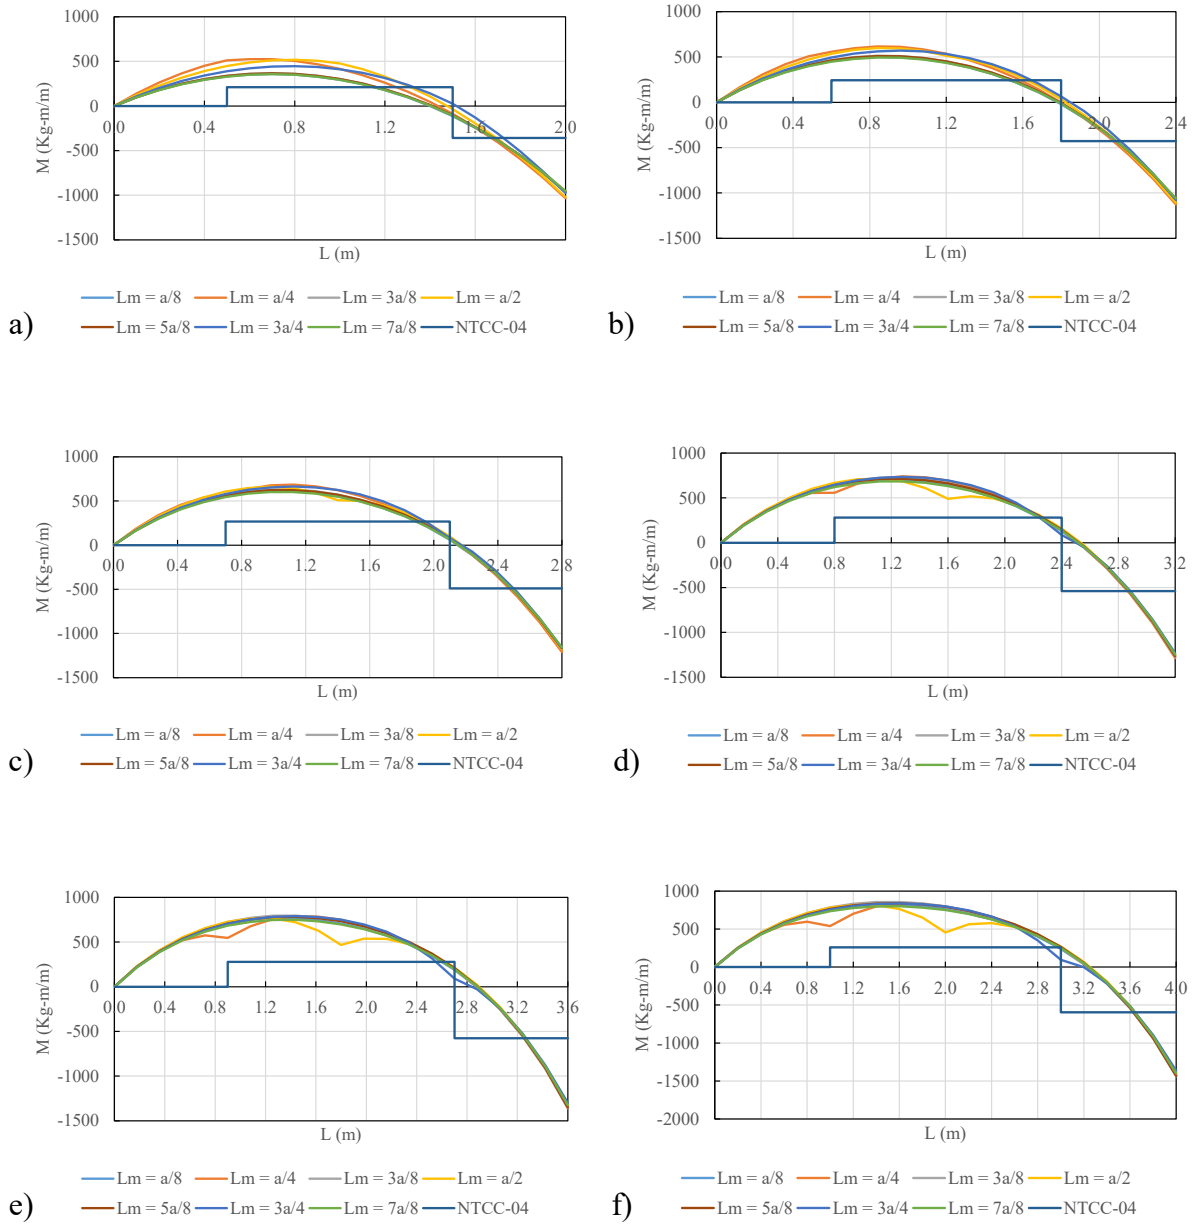 1000
500
0
-500
-1000
-1500
M (Kg-m/m)
0.0 0.4 0.8 1.2 1.6 2.0
L (m)
Lm = a/8 Lm = a/4 Lm = 3a/8 Lm = a/2
Lm = 5a/8 Lm = 3a/4 Lm = 7a/8 NTCC-04
a)
1000
500
0
-500
-1000
-1500
M (Kg-m/m)
0.0 0.4 0.8 1.2 1.6 2.0 2.4
L (m)
Lm = a/8 Lm = a/4 Lm = 3a/8 Lm = a/2
Lm = 5a/8 Lm = 3a/4 Lm = 7a/8 NTCC-04
b)
1000
500
0
-500
-1000
-1500
M (Kg-m/m)
0.0 0.4 0.8 1.2 1.6 2.0 2.4 2.8
L (m)
Lm = a/8 Lm = a/4 Lm = 3a/8 Lm = a/2
Lm = 5a/8 Lm = 3a/4 Lm = 7a/8 NTCC-04
c)
1000
500
0
-500
-1000
-1500
M (Kg-m/m)
0.0 0.4 0.8 1.2 1.6 2.0 2.4 2.8 3.2
L (m)
Lm = a/8 Lm = a/4 Lm = 3a/8 Lm = a/2
Lm = 5a/8 Lm = 3a/4 Lm = 7a/8 NTCC-04
d)
1000
500
0
-500
-1000
-1500
M (Kg-m/m)
0.0 0.4 0.8 1.2 1.6 2.0 2.4 2.8 3.2 3.6
L (m)
Lm = a/8 Lm = a/4 Lm = 3a/8 Lm = a/2
Lm = 5a/8 Lm = 3a/4 Lm = 7a/8 NTCC-04
e)
1000
500
0
-500
-1000
-1500
-2000
M (Kg-m/m)
0.0 0.4 0.8 1.2 1.6 2.0 2.4 2.8 3.2 3.6 4.0
L (m)
Lm = a/8 Lm = a/4 Lm = 3a/8 Lm = a/2
Lm = 5a/8 Lm = 3a/4 Lm = 7a/8 NTCC-04
f)